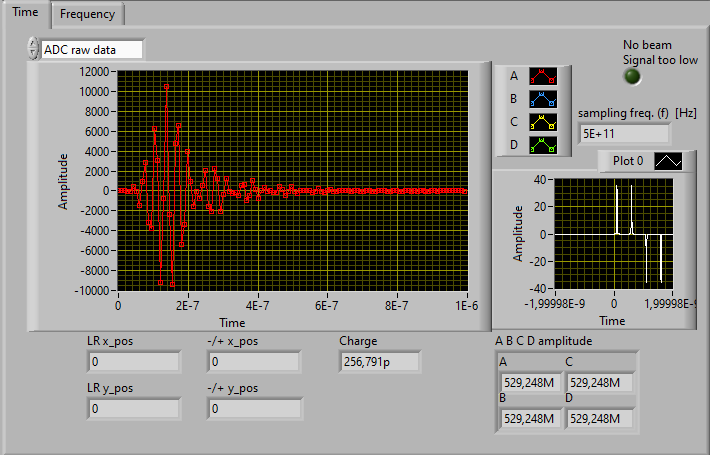 Time
Frequency
ADC raw data
No beam
Signal too low
12000
10000
8000
6000
4000
2000
0
-2000
-4000
-6000
-8000
-10000
Amplitude
0
2E-7
4E-7
6E-7
8E-7
1E-6
Time
A
B
C
D
sampling freq. (f) [Hz]
5E+11
Plot 0
40
20
0
-20
-40
Amplitude
-1,99998E-9
0
Time
LR x_pos
0
-/+ x_pos
0
Charge
256,791p
LR y_pos
0
-/+ y_pos
0
A B C D amplitude
A
C
529,248M
529,248M
B
D
529,248M
529,248M